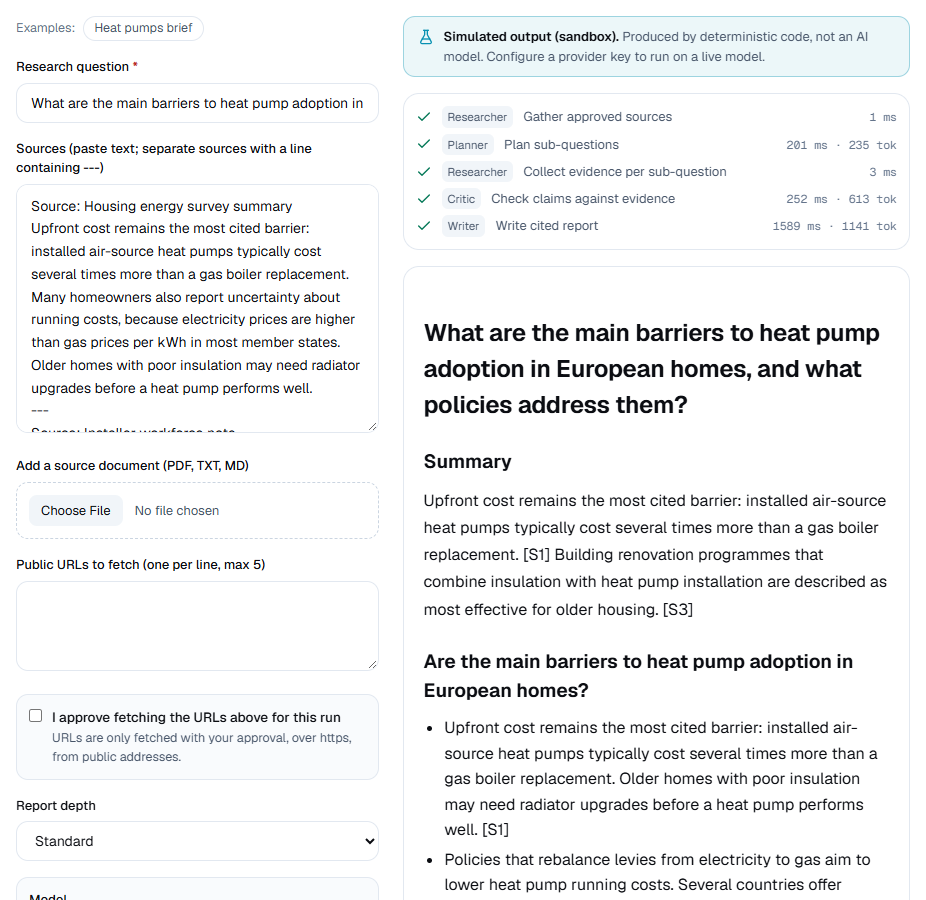 Examples: Heat pumps brief
Research question *
What are the main barriers to heat pump adoption in
Sources (paste text; separate sources with a line
containing ---)
Source: Housing energy survey summary
Upfront cost remains the most cited barrier:
installed air-source heat pumps typically cost
several times more than a gas boiler replacement.
Many homeowners also report uncertainty about
running costs, because electricity prices are higher
than gas prices per kWh in most member states.
Older homes with poor insulation may need radiator
upgrades before a heat pump performs well.
---
Source: Installer workforce note
Add a source document (PDF, TXT, MD)
Choose File No file chosen
Public URLs to fetch (one per line, max 5)
I approve fetching the URLs above for this run
URLs are only fetched with your approval, over https,
from public addresses.
Report depth
Standard
Model
Simulated output (sandbox). Produced by deterministic code, not an AI
model. Configure a provider key to run on a live model.
Researcher Gather approved sources 1 ms
Planner Plan sub-questions 201 ms · 235 tok
Researcher Collect evidence per sub-question 3 ms
Critic Check claims against evidence 252 ms · 613 tok
Writer Write cited report 1589 ms · 1141 tok
What are the main barriers to heat pump
adoption in European homes, and what
policies address them?
Summary
Upfront cost remains the most cited barrier: installed air-source
heat pumps typically cost several times more than a gas boiler
replacement. [S1] Building renovation programmes that
combine insulation with heat pump installation are described as
most effective for older housing. [S3]
Are the main barriers to heat pump adoption in
European homes?
• Upfront cost remains the most cited barrier: installed air-
source heat pumps typically cost several times more than a
gas boiler replacement. Older homes with poor insulation
may need radiator upgrades before a heat pump performs
well. [S1]
• Policies that rebalance levies from electricity to gas aim to
lower heat pump running costs. Several countries offer